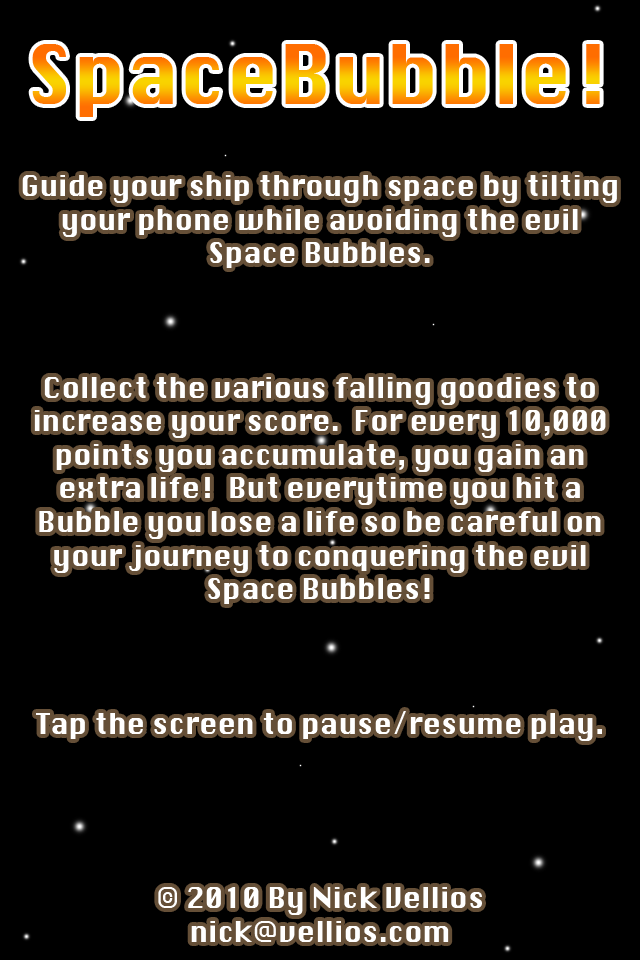 SpaceBubble!
Guide your ship through space by tilting
your phone while avoiding the evil
Space Bubbles.
Collect the various falling goodies to
increase your score.  For every 10,000
points you accumulate, you gain an
extra life!  But everytime you hit a
Bubble you lose a life so be careful on
your journey to conquering the evil
Space Bubbles!
Tap the screen to pause/resume play.
© 2010 By Nick Vellios
nick@vellios.com